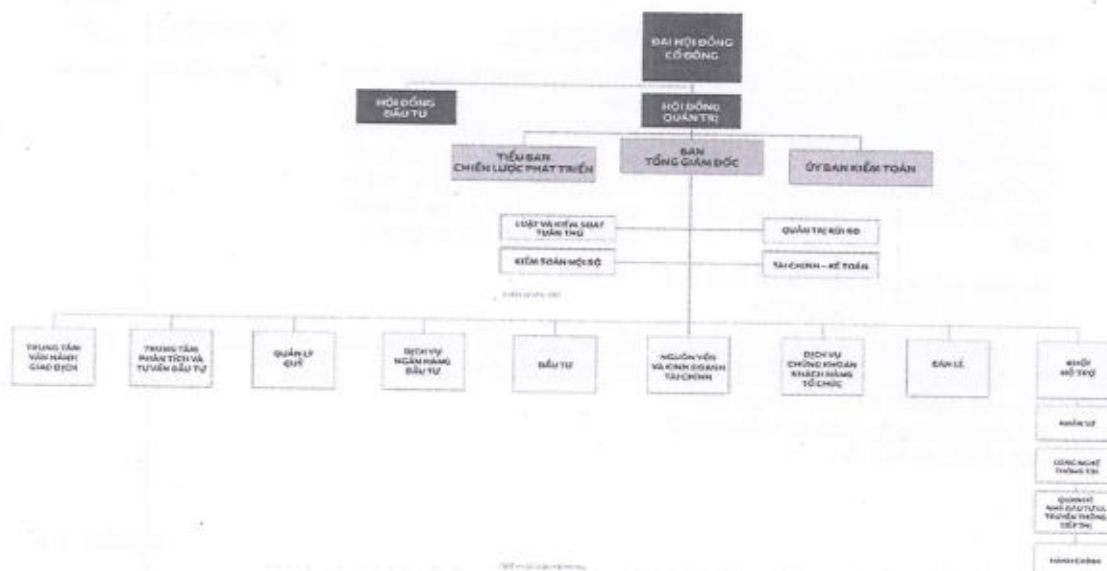 ĐẠI HỘI ĐỒNG
CỔ ĐÔNG
HỘI ĐỒNG
ĐẦU TƯ
HỘI ĐỒNG
QUẢN TRỊ
TIỂU BAN
CHIẾN LƯỢC PHÁT TRIỂN
BAN
TỔNG GIÁM ĐỐC
ỦY BAN KIỂM TOÁN
LUẬT VÀ KIỂM SOÁT
TUÂN THỦ
QUẢN TRỊ RỦI RO
KIỂM TOÁN NỘI BỘ
TÀI CHÍNH – KẾ TOÁN
TRUNG TÂM
VẬN HÀNH
GIAO DỊCH
TRUNG TÂM
PHÂN TÍCH VÀ
TƯ VẤN ĐẦU TƯ
QUẢN LÝ
QUỸ
DỊCH VỤ
NGÂN HÀNG
ĐẦU TƯ
ĐẦU TƯ
NGUỒN VỐN
VÀ KINH DOANH
TÀI CHÍNH
DỊCH VỤ
CHỨNG KHOÁN
KHÁCH HÀNG
TỔ CHỨC
BÁN LẺ
KHỐI
HỖ TRỢ
NHÂN SỰ
CÔNG NGHỆ
THÔNG TIN
QUAN HỆ
NHÀ ĐẦU TƯ &
TRUYỀN THÔNG
TIẾP THỊ
HÀNH CHÍNH